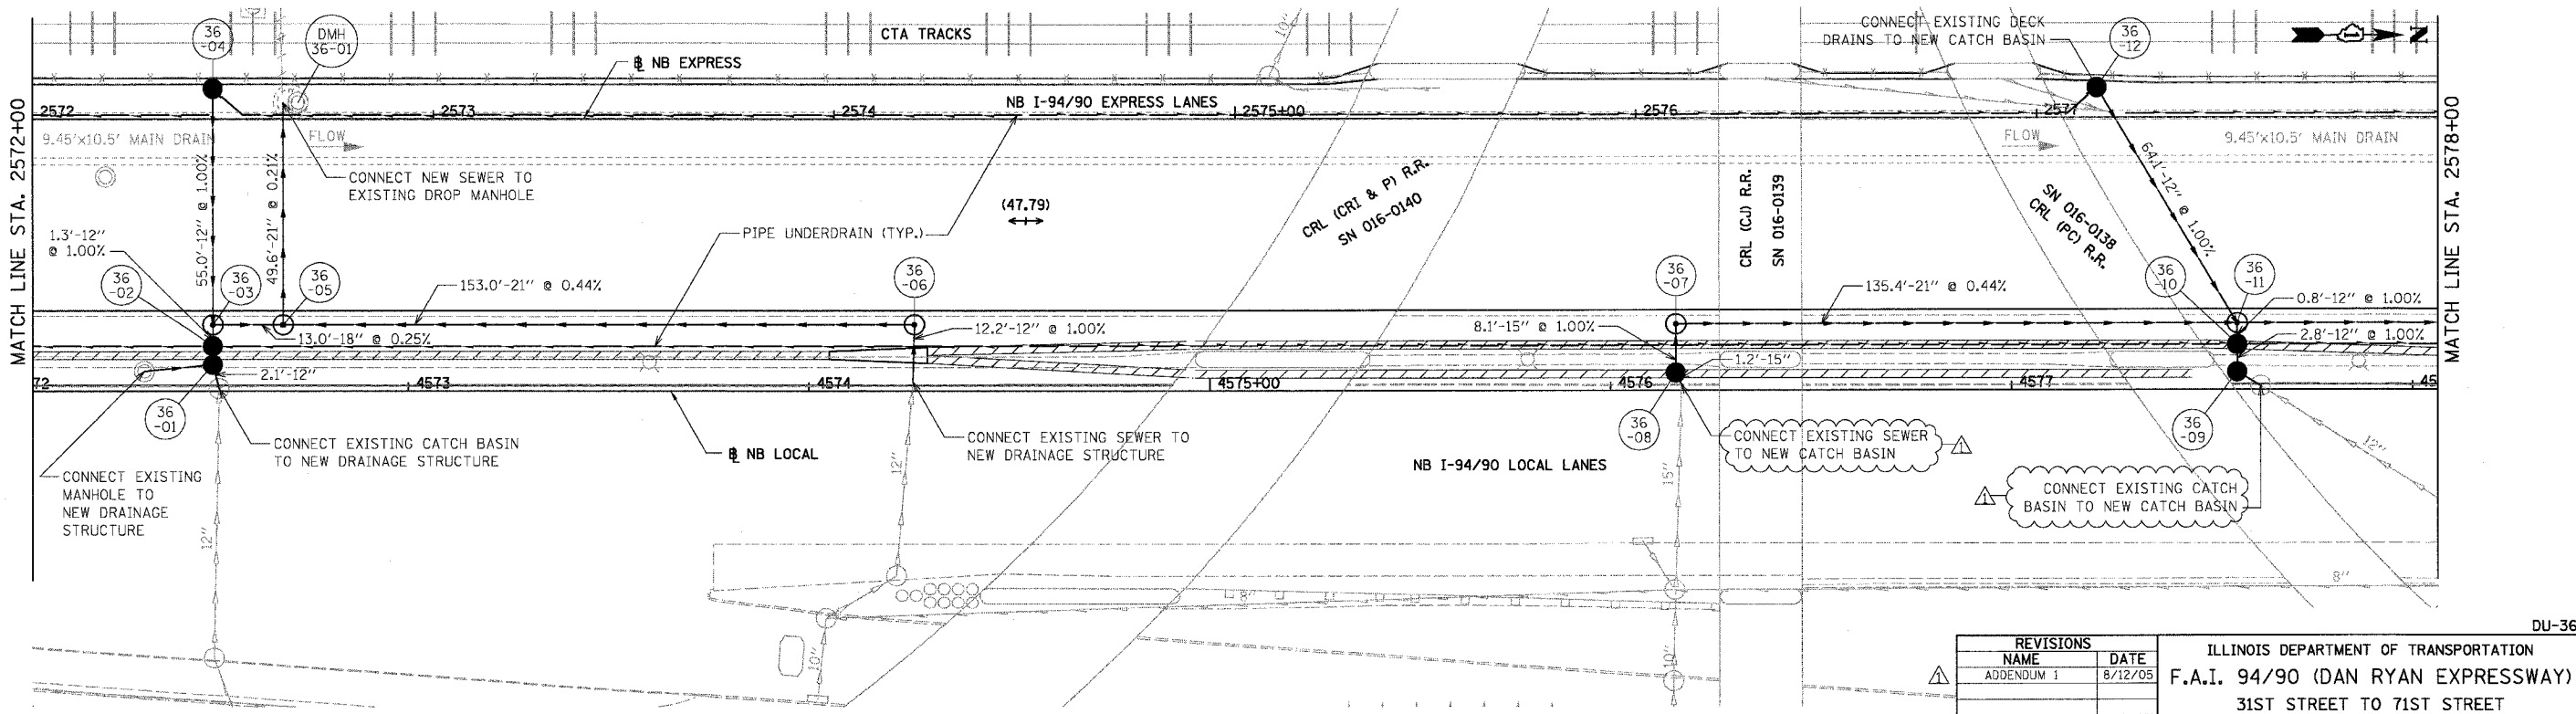 CTA TRACKS
36
-04
DMH
36-01
10"
CONNECT EXISTING DECK
DRAINS TO NEW CATCH BASIN
36
-12
N
℄ NB EXPRESS
NB I-94/90 EXPRESS LANES
2572
2573
2574
2575+00
2576
2577
MATCH LINE STA. 2572+00
9.45'x10.5' MAIN DRAIN
FLOW
CONNECT NEW SEWER TO
EXISTING DROP MANHOLE
55.0'-12" @ 1.00%
49.6'-21" @ 0.21%
(47.79)
CRL (CRI & P) R.R.
SN 016-0140
CRL (CJ) R.R.
SN 016-0139
FLOW
SN 016-0138
CRL (PC) R.R.
64.1'-12" @ 1.00%
9.45'x10.5' MAIN DRAIN
MATCH LINE STA. 2578+00
1.3'-12"
@ 1.00%
PIPE UNDERDRAIN (TYP.)
36
-02
36
-03
36
-05
153.0'-21" @ 0.44%
36
-06
36
-07
135.4'-21" @ 0.44%
36
-10
36
-11
0.8'-12" @ 1.00%
13.0'-18" @ 0.25%
12.2'-12" @ 1.00%
8.1'-15" @ 1.00%
2.8'-12" @ 1.00%
1.2'-15"
2.1'-12"
72
4573
4574
4575+00
4576
4577
45
36
-01
CONNECT EXISTING CATCH BASIN
TO NEW DRAINAGE STRUCTURE
℄ NB LOCAL
CONNECT EXISTING SEWER TO
NEW DRAINAGE STRUCTURE
36
-08
CONNECT EXISTING SEWER
TO NEW CATCH BASIN
1
36
-09
12"
NB I-94/90 LOCAL LANES
CONNECT EXISTING
MANHOLE TO
NEW DRAINAGE
STRUCTURE
12"
12"
15"
1
CONNECT EXISTING CATCH
BASIN TO NEW CATCH BASIN
8"
8"
10"
10"
DU-36
REVISIONS
NAME DATE
1 ADDENDUM 1 8/12/05
ILLINOIS DEPARTMENT OF TRANSPORTATION
F.A.I. 94/90 (DAN RYAN EXPRESSWAY)
31ST STREET TO 71ST STREET